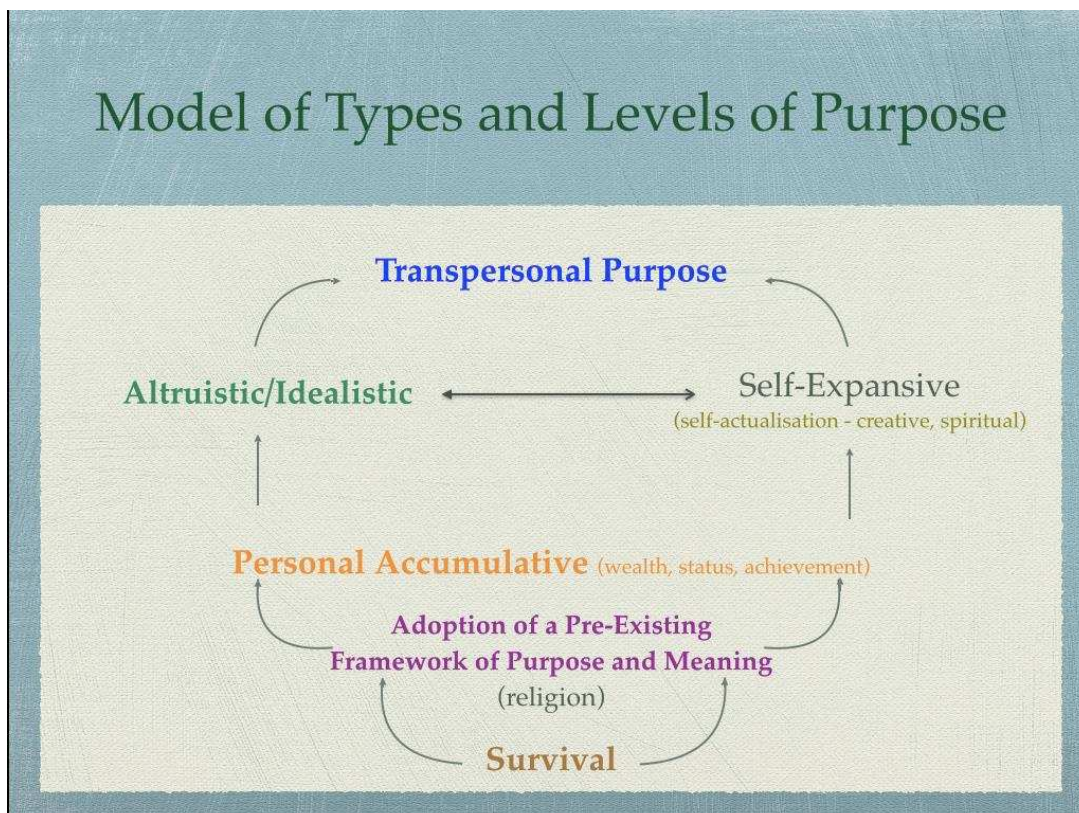 Model of Types and Levels of Purpose
Transpersonal Purpose
Altruistic/Idealistic
Self-Expansive
(self-actualisation - creative, spiritual)
Personal Accumulative (wealth, status, achievement)
Adoption of a Pre-Existing
Framework of Purpose and Meaning
(religion)
Survival